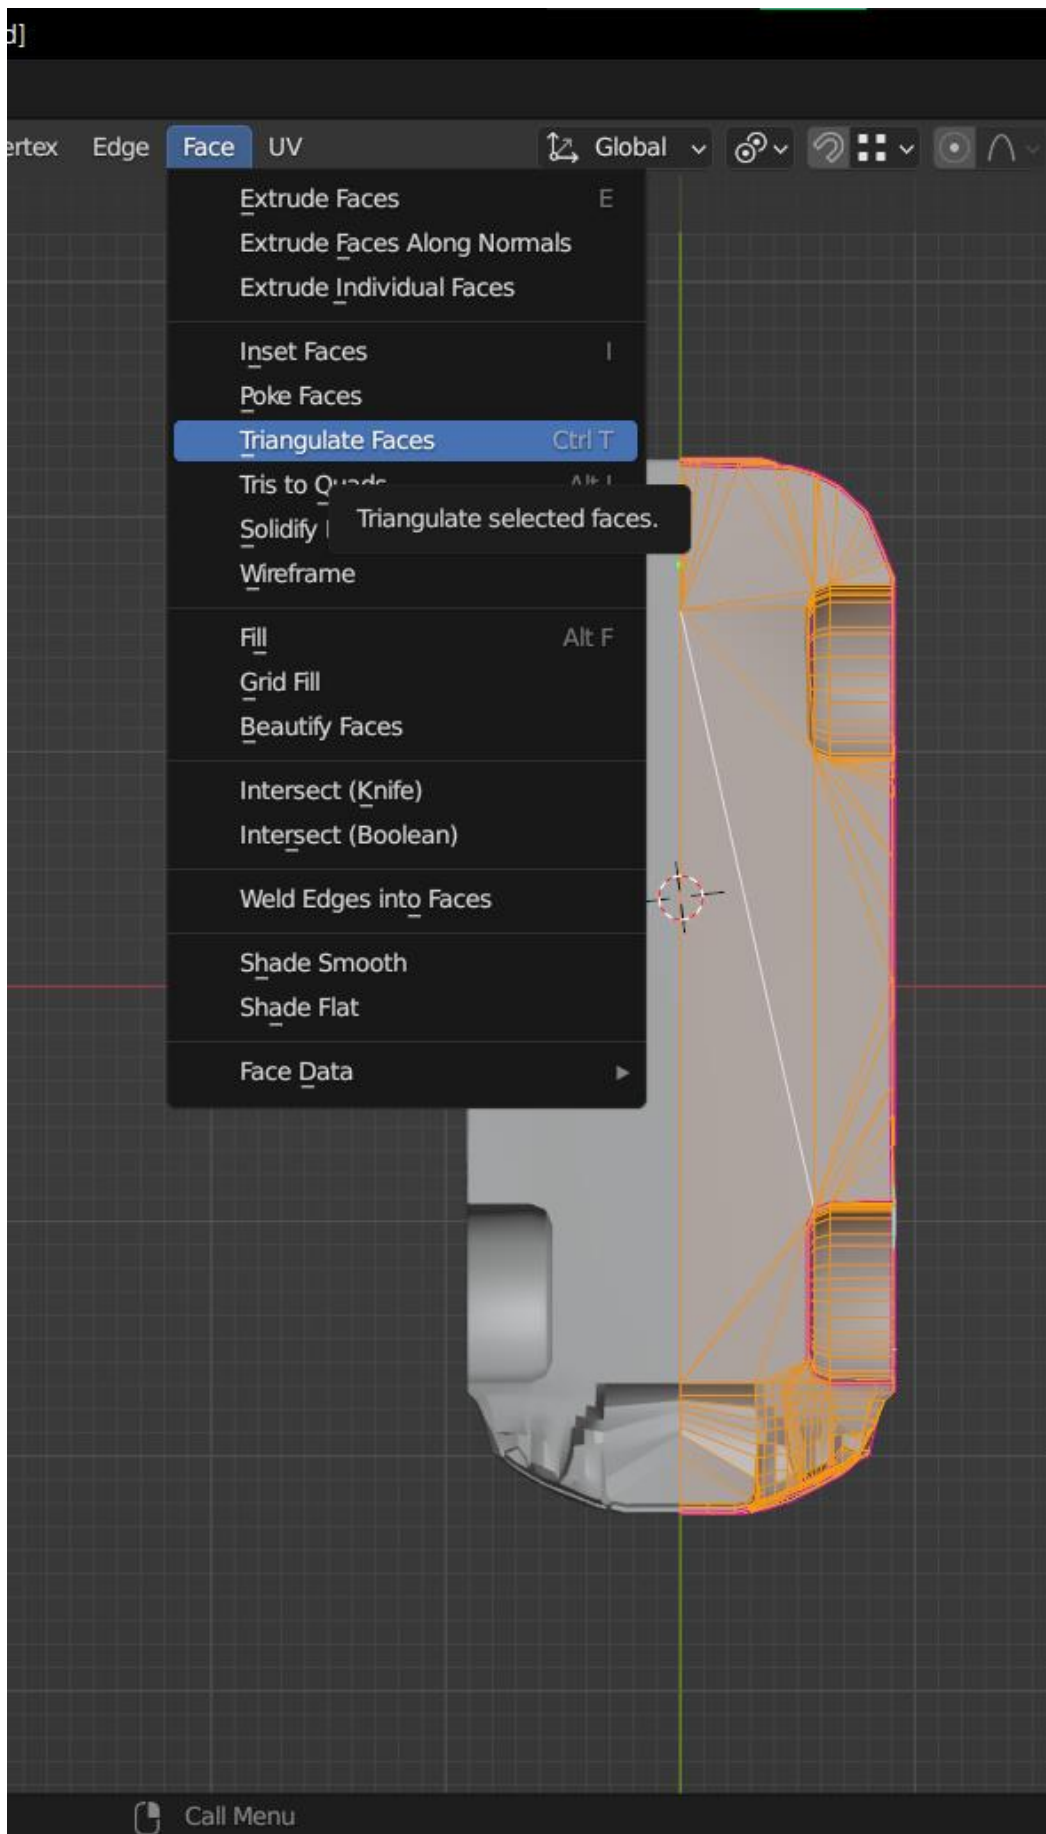 d]
ertex Edge Face UV Global
Extrude Faces E
Extrude Faces Along Normals
Extrude Individual Faces
Inset Faces I
Poke Faces
Triangulate Faces Ctrl T
Tris to Quads Alt J
Triangulate selected faces.
Solidify
Wireframe
Fill Alt F
Grid Fill
Beautify Faces
Intersect (Knife)
Intersect (Boolean)
Weld Edges into Faces
Shade Smooth
Shade Flat
Face Data
Call Menu